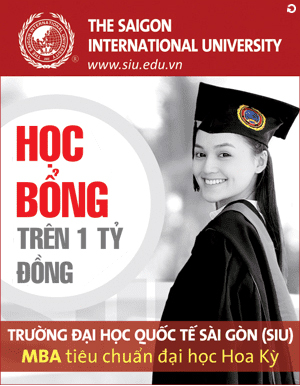 THE SAIGON
INTERNATIONAL UNIVERSITY
www.siu.edu.vn
HỌC
BỔNG
TRÊN 1 TỶ
ĐỒNG
TRƯỜNG ĐẠI HỌC QUỐC TẾ SÀI GÒN (SIU)
MBA tiêu chuẩn đại học Hoa Kỳ